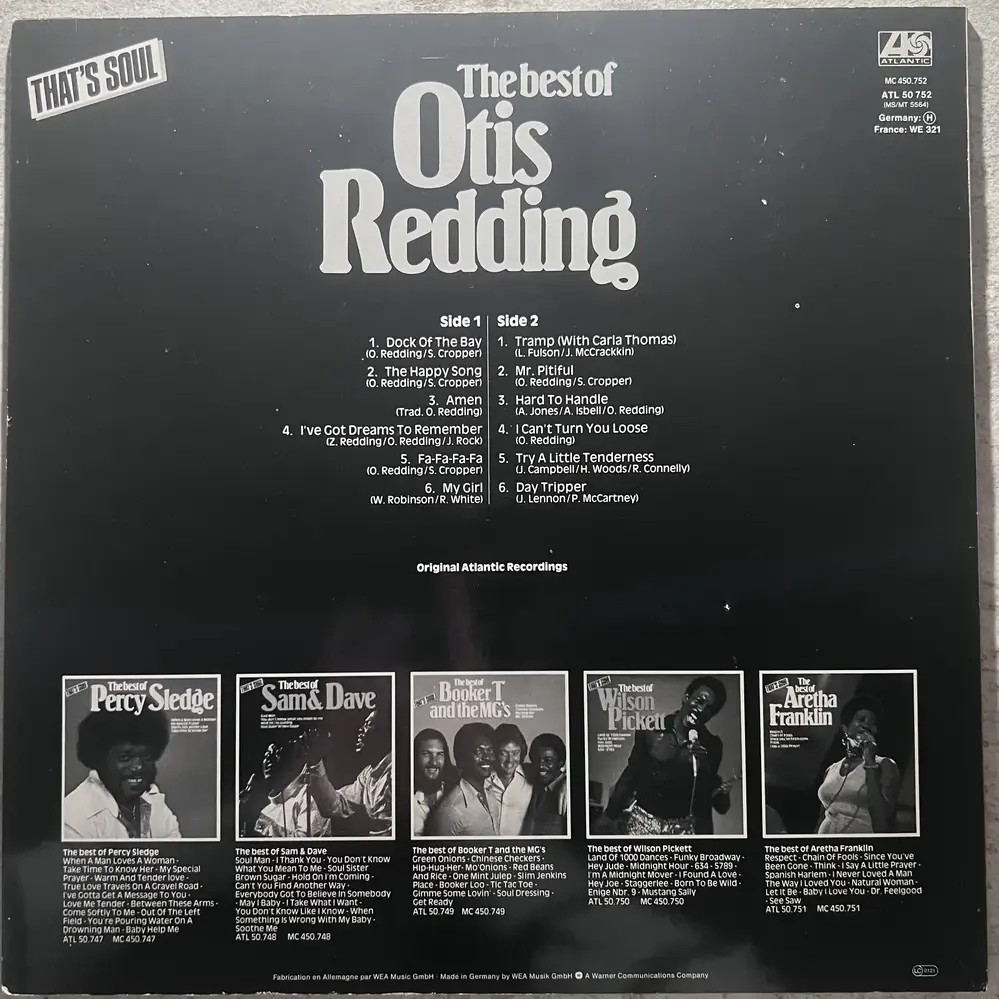 THAT'S SOUL
ATLANTIC
MC 450.752
ATL 50 752
(MS/MT 5564)
Germany: H
France: WE 321
The best of
Otis
Redding
Side 1
1. Dock Of The Bay
(O. Redding/S. Cropper)
2. The Happy Song
(O. Redding/S. Cropper)
3. Amen
(Trad. O. Redding)
4. I've Got Dreams To Remember
(Z. Redding/O. Redding/J. Rock)
5. Fa-Fa-Fa-Fa
(O. Redding/S. Cropper)
6. My Girl
(W. Robinson/R. White)
Side 2
1. Tramp (With Carla Thomas)
(L. Fulson/J. McCrackkin)
2. Mr. Pitiful
(O. Redding/S. Cropper)
3. Hard To Handle
(A. Jones/A. Isbell/O. Redding)
4. I Can't Turn You Loose
(O. Redding)
5. Try A Little Tenderness
(J. Campbell/H. Woods/R. Connelly)
6. Day Tripper
(J. Lennon/P. McCartney)
Original Atlantic Recordings
THAT'S SOUL
The best of
Percy Sledge
The best of Percy Sledge
When A Man Loves A Woman ·
Take Time To Know Her · My Special
Prayer · Warm And Tender love ·
True Love Travels On A Gravel Road ·
I've Gotta Get A Message To You ·
Love Me Tender · Between These Arms ·
Come Softly To Me · Out Of The Left
Field · You're Pouring Water On A
Drowning Man · Baby Help Me
ATL 50.747 MC 450.747
THAT'S SOUL
The best of
Sam & Dave
The best of Sam & Dave
Soul Man · I Thank You · You Don't Know
What You Mean To Me · Soul Sister
Brown Sugar · Hold On I'm Coming ·
Can't You Find Another Way ·
Everybody Got To Believe In Somebody
· May I Baby · I Take What I Want ·
You Don't Know Like I Know · When
Something Is Wrong With My Baby ·
Soothe Me
ATL 50.748 MC 450.748
THAT'S SOUL
The best of
Booker T
and the MG's
The best of Booker T and the MG's
Green Onions · Chinese Checkers ·
Hip-Hug-Her · Mo'Onions · Red Beans
And Rice · One Mint Julep · Slim Jenkins
Place · Booker Loo · Tic Tac Toe ·
Gimme Some Lovin' · Soul Dressing ·
Get Ready
ATL 50.749 MC 450.749
THAT'S SOUL
The best of
Wilson
Pickett
The best of Wilson Pickett
Land Of 1000 Dances · Funky Broadway ·
Hey Jude · Midnight Hour · 634 - 5789 ·
I'm A Midnight Mover · I Found A Love ·
Hey Joe · Staggerlee · Born To Be Wild ·
Enige Nbr. 9 · Mustang Sally
ATL 50.750 MC 450.750
THAT'S SOUL
The best of
Aretha
Franklin
The best of Aretha Franklin
Respect · Chain Of Fools · Since You've
Been Gone · Think · I Say A Little Prayer ·
Spanish Harlem · I Never Loved A Man
The Way I Loved You · Natural Woman ·
Let It Be · Baby I Love You · Dr. Feelgood
· See Saw
ATL 50.751 MC 450.751
Fabrication en Allemagne par WEA Music GmbH · Made in Germany by WEA Musik GmbH A Warner Communications Company
LC 0121